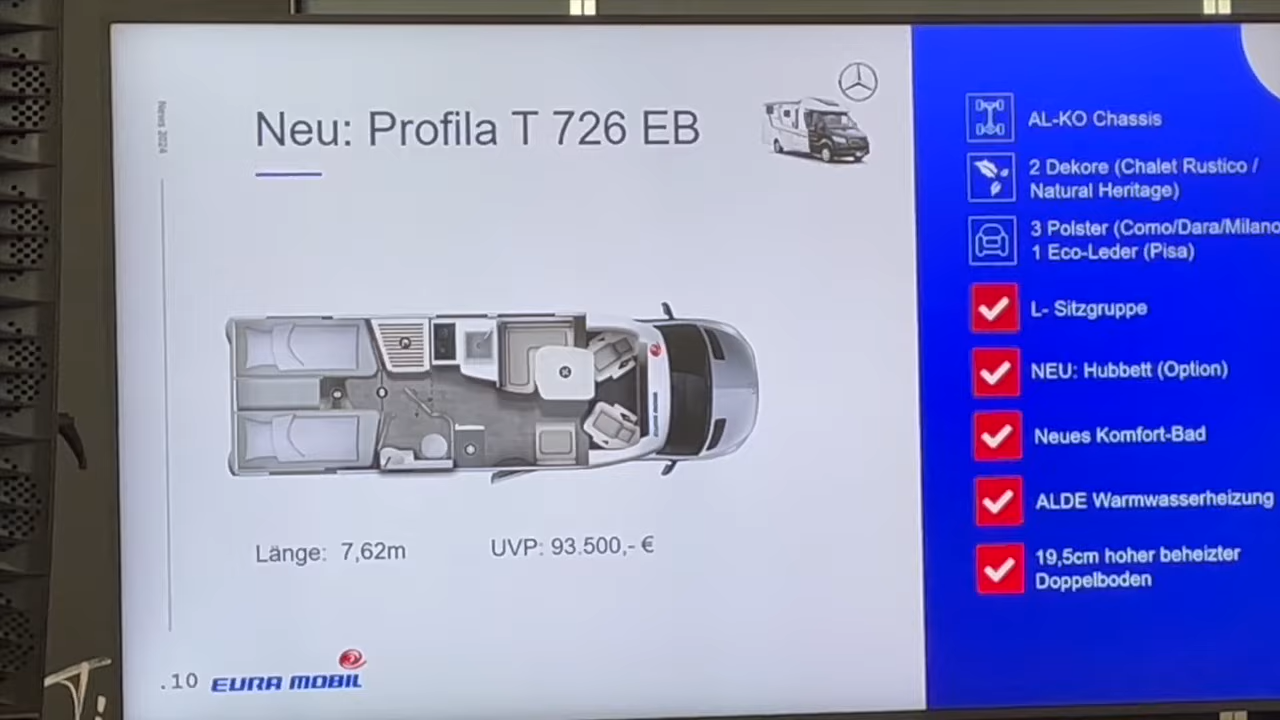 News 2024
Neu: Profila T 726 EB
Länge: 7,62m
UVP: 93.500,- €
.10
EURA MOBIL
AL-KO Chassis
2 Dekore (Chalet Rustico /
Natural Heritage)
3 Polster (Como/Dara/Milano
1 Eco-Leder (Pisa)
L- Sitzgruppe
NEU: Hubbett (Option)
Neues Komfort-Bad
ALDE Warmwasserheizung
19,5cm hoher beheizter
Doppelboden